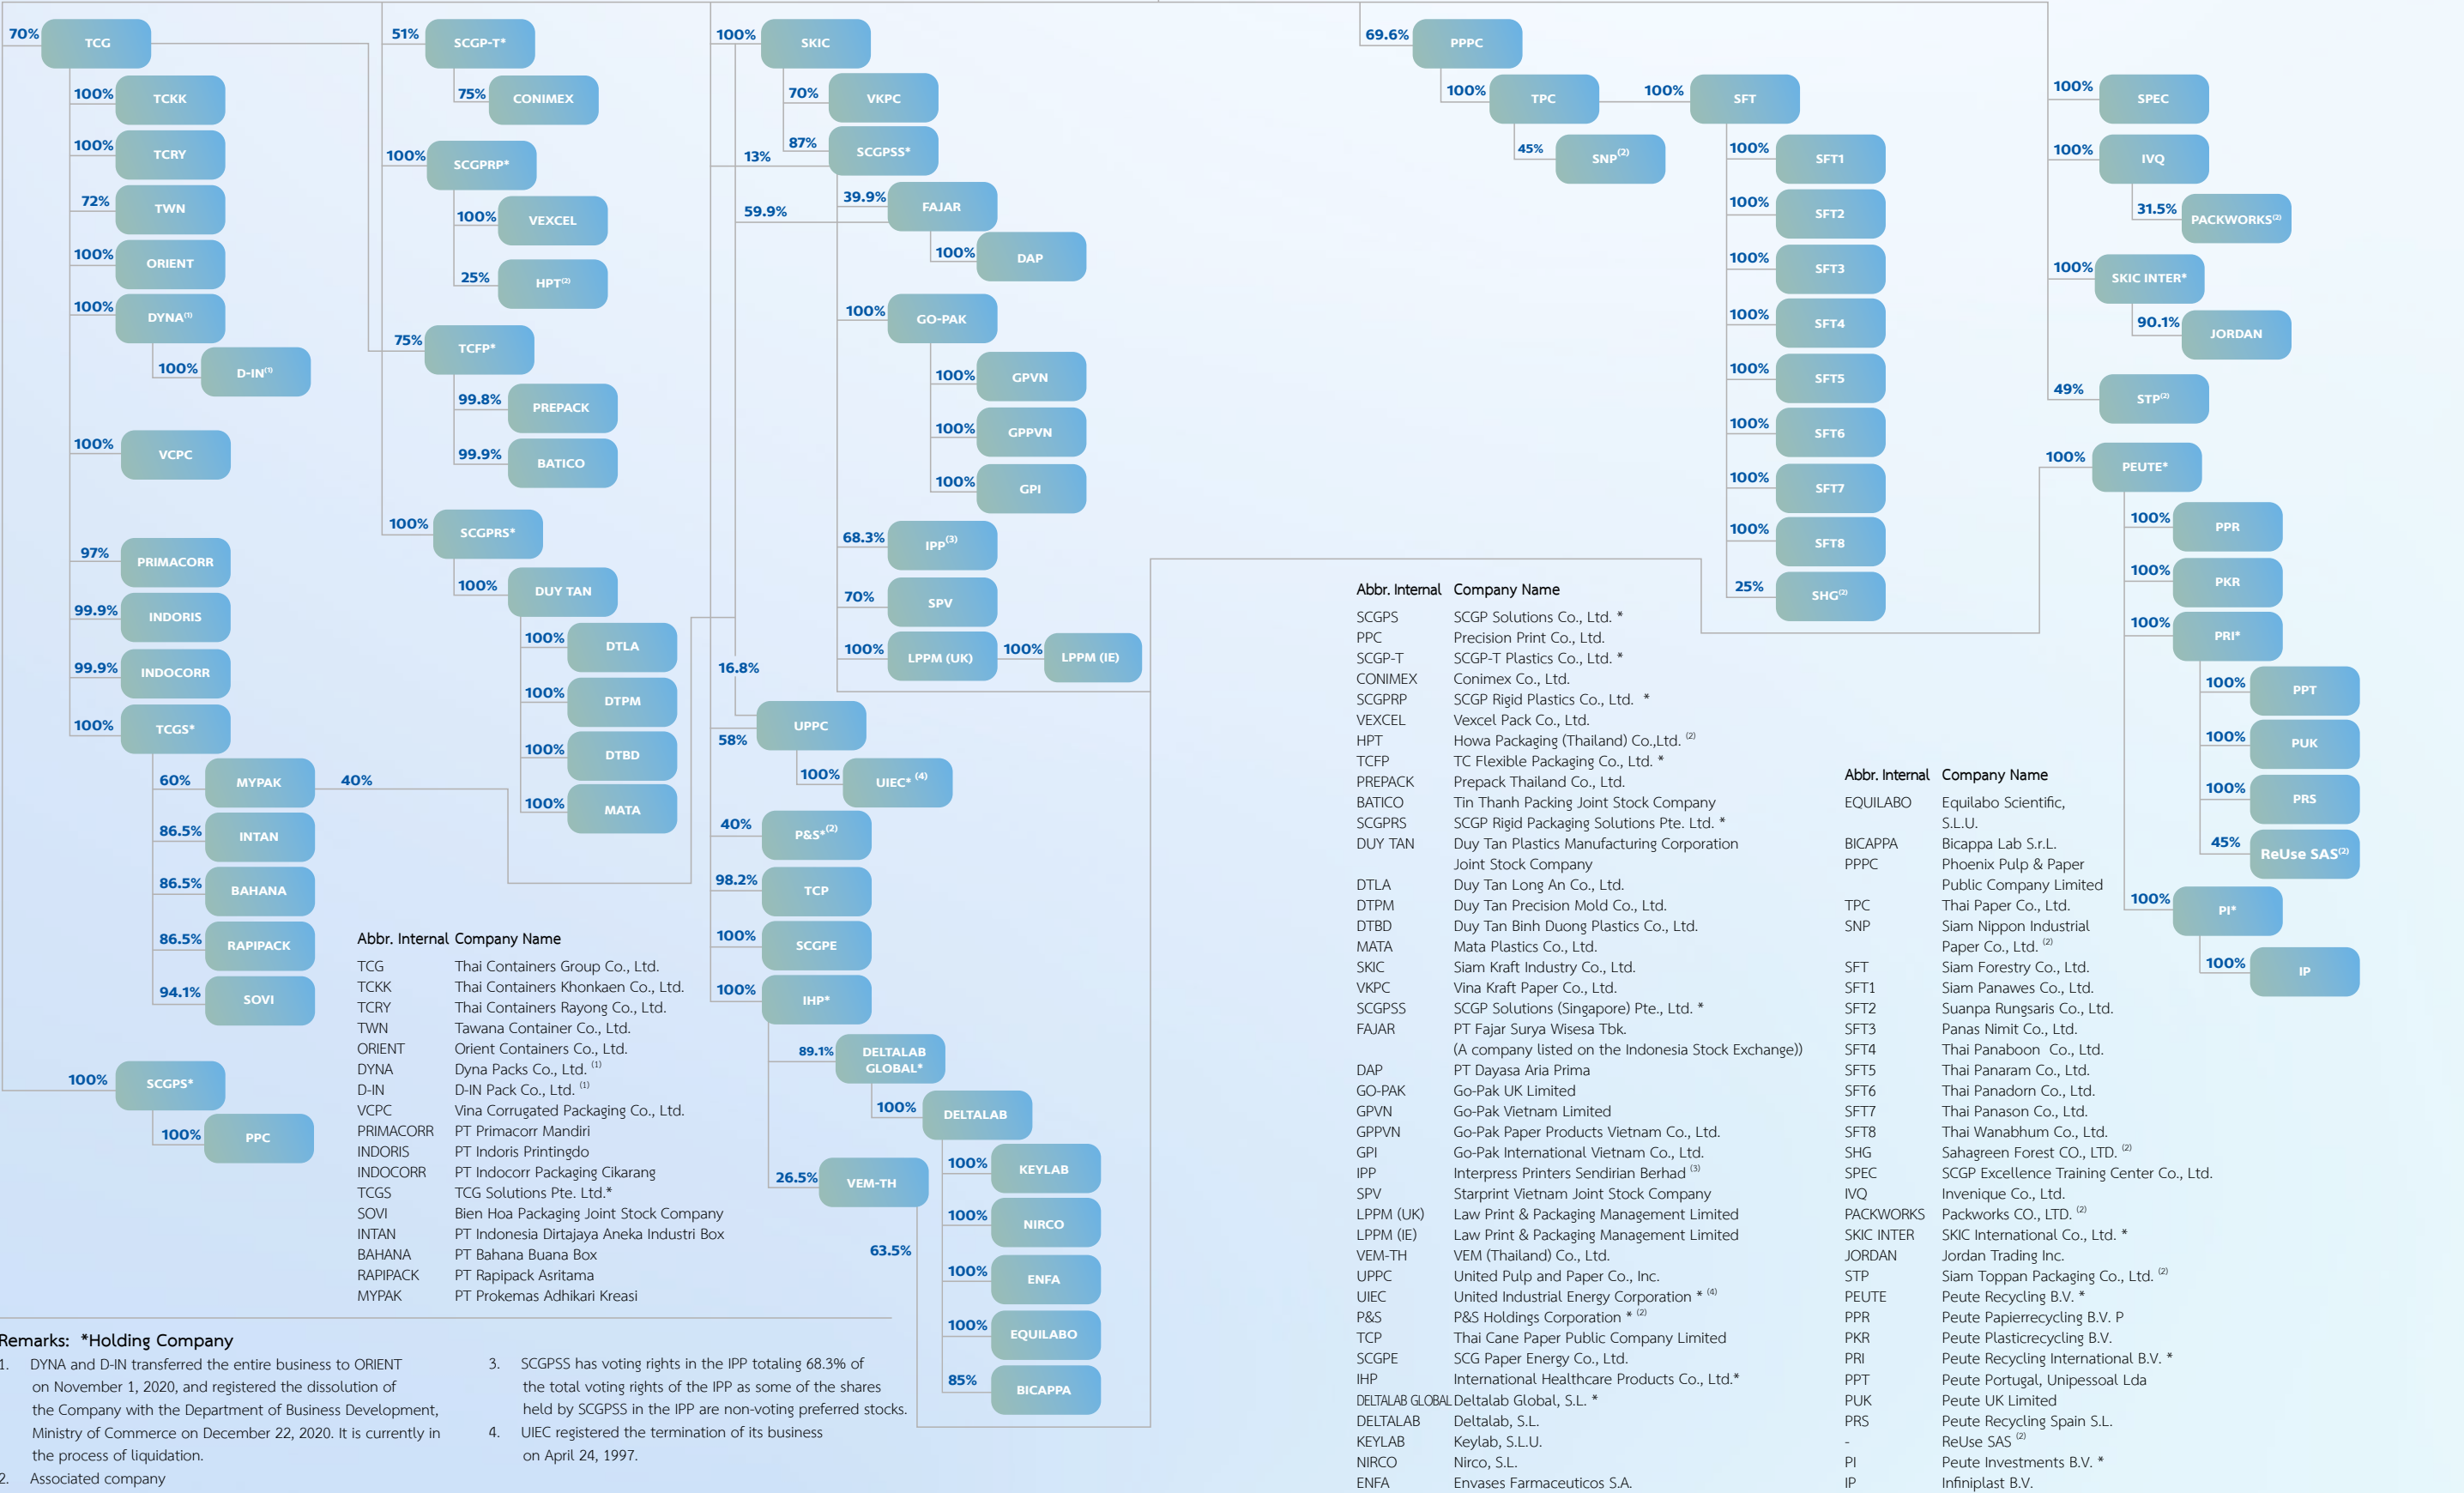 70%
TCG
100%
TCKK
100%
TCRY
72%
TWN
100%
ORIENT
100%
DYNA(1)
100%
D-IN(1)
100%
VCPC
97%
PRIMACORR
99.9%
INDORIS
99.9%
INDOCORR
100%
TCGS*
60%
MYPAK
40%
86.5%
INTAN
86.5%
BAHANA
86.5%
RAPIPACK
94.1%
SOVI
100%
SCGPS*
100%
PPC
51%
SCGP-T*
75%
CONIMEX
100%
SCGPRP*
100%
VEXCEL
25%
HPT(2)
75%
TCFP*
99.8%
PREPACK
99.9%
BATICO
100%
SCGPRS*
100%
DUY TAN
100%
DTLA
100%
DTPM
100%
DTBD
100%
MATA
100%
SKIC
70%
VKPC
87%
SCGPSS*
13%
39.9%
FAJAR
59.9%
100%
DAP
100%
GO-PAK
100%
GPVN
100%
GPPVN
100%
GPI
68.3%
IPP(3)
70%
SPV
100%
LPPM (UK)
100%
LPPM (IE)
16.8%
UPPC
58%
100%
UIEC* (4)
40%
P&S*(2)
98.2%
TCP
100%
SCGPE
100%
IHP*
89.1%
DELTALAB
GLOBAL*
100%
DELTALAB
26.5%
VEM-TH
63.5%
100%
KEYLAB
100%
NIRCO
100%
ENFA
100%
EQUILABO
85%
BICAPPA
69.6%
PPPC
100%
TPC
100%
SFT
45%
SNP(2)
100%
SFT1
100%
SFT2
100%
SFT3
100%
SFT4
100%
SFT5
100%
SFT6
100%
SFT7
100%
SFT8
25%
SHG(2)
100%
SPEC
100%
IVQ
31.5%
PACKWORKS(2)
100%
SKIC INTER*
90.1%
JORDAN
49%
STP(2)
100%
PEUTE*
100%
PPR
100%
PKR
100%
PRI*
100%
PPT
100%
PUK
100%
PRS
45%
ReUse SAS(2)
100%
PI*
100%
IP
Abbr. Internal Company Name
TCG Thai Containers Group Co., Ltd.
TCKK Thai Containers Khonkaen Co., Ltd.
TCRY Thai Containers Rayong Co., Ltd.
TWN Tawana Container Co., Ltd.
ORIENT Orient Containers Co., Ltd.
DYNA Dyna Packs Co., Ltd. (1)
D-IN D-IN Pack Co., Ltd. (1)
VCPC Vina Corrugated Packaging Co., Ltd.
PRIMACORR PT Primacorr Mandiri
INDORIS PT Indoris Printingdo
INDOCORR PT Indocorr Packaging Cikarang
TCGS TCG Solutions Pte. Ltd.*
SOVI Bien Hoa Packaging Joint Stock Company
INTAN PT Indonesia Dirtajaya Aneka Industri Box
BAHANA PT Bahana Buana Box
RAPIPACK PT Rapipack Asritama
MYPAK PT Prokemas Adhikari Kreasi
Abbr. Internal Company Name
SCGPS SCGP Solutions Co., Ltd. *
PPC Precision Print Co., Ltd.
SCGP-T SCGP-T Plastics Co., Ltd. *
CONIMEX Conimex Co., Ltd.
SCGPRP SCGP Rigid Plastics Co., Ltd. *
VEXCEL Vexcel Pack Co., Ltd.
HPT Howa Packaging (Thailand) Co.,Ltd. (2)
TCFP TC Flexible Packaging Co., Ltd. *
PREPACK Prepack Thailand Co., Ltd.
BATICO Tin Thanh Packing Joint Stock Company
SCGPRS SCGP Rigid Packaging Solutions Pte. Ltd. *
DUY TAN Duy Tan Plastics Manufacturing Corporation
Joint Stock Company
DTLA Duy Tan Long An Co., Ltd.
DTPM Duy Tan Precision Mold Co., Ltd.
DTBD Duy Tan Binh Duong Plastics Co., Ltd.
MATA Mata Plastics Co., Ltd.
SKIC Siam Kraft Industry Co., Ltd.
VKPC Vina Kraft Paper Co., Ltd.
SCGPSS SCGP Solutions (Singapore) Pte., Ltd. *
FAJAR PT Fajar Surya Wisesa Tbk.
(A company listed on the Indonesia Stock Exchange))
DAP PT Dayasa Aria Prima
GO-PAK Go-Pak UK Limited
GPVN Go-Pak Vietnam Limited
GPPVN Go-Pak Paper Products Vietnam Co., Ltd.
GPI Go-Pak International Vietnam Co., Ltd.
IPP Interpress Printers Sendirian Berhad (3)
SPV Starprint Vietnam Joint Stock Company
LPPM (UK) Law Print & Packaging Management Limited
LPPM (IE) Law Print & Packaging Management Limited
VEM-TH VEM (Thailand) Co., Ltd.
UPPC United Pulp and Paper Co., Inc.
UIEC United Industrial Energy Corporation * (4)
P&S P&S Holdings Corporation * (2)
TCP Thai Cane Paper Public Company Limited
SCGPE SCG Paper Energy Co., Ltd.
IHP International Healthcare Products Co., Ltd.*
DELTALAB GLOBAL Deltalab Global, S.L. *
DELTALAB Deltalab, S.L.
KEYLAB Keylab, S.L.U.
NIRCO Nirco, S.L.
ENFA Envases Farmaceuticos S.A.
Abbr. Internal Company Name
EQUILABO Equilabo Scientific,
S.L.U.
BICAPPA Bicappa Lab S.r.L.
PPPC Phoenix Pulp & Paper
Public Company Limited
TPC Thai Paper Co., Ltd.
SNP Siam Nippon Industrial
Paper Co., Ltd. (2)
SFT Siam Forestry Co., Ltd.
SFT1 Siam Panawes Co., Ltd.
SFT2 Suanpa Rungsaris Co., Ltd.
SFT3 Panas Nimit Co., Ltd.
SFT4 Thai Panaboon Co., Ltd.
SFT5 Thai Panaram Co., Ltd.
SFT6 Thai Panadorn Co., Ltd.
SFT7 Thai Panason Co., Ltd.
SFT8 Thai Wanabhum Co., Ltd.
SHG Sahagreen Forest CO., LTD. (2)
SPEC SCGP Excellence Training Center Co., Ltd.
IVQ Invenique Co., Ltd.
PACKWORKS Packworks CO., LTD. (2)
SKIC INTER SKIC International Co., Ltd. *
JORDAN Jordan Trading Inc.
STP Siam Toppan Packaging Co., Ltd. (2)
PEUTE Peute Recycling B.V. *
PPR Peute Papierrecycling B.V. P
PKR Peute Plasticrecycling B.V.
PRI Peute Recycling International B.V. *
PPT Peute Portugal, Unipessoal Lda
PUK Peute UK Limited
PRS Peute Recycling Spain S.L.
- ReUse SAS (2)
PI Peute Investments B.V. *
IP Infiniplast B.V.
Remarks: *Holding Company
1. DYNA and D-IN transferred the entire business to ORIENT
on November 1, 2020, and registered the dissolution of
the Company with the Department of Business Development,
Ministry of Commerce on December 22, 2020. It is currently in
the process of liquidation.
2. Associated company
3. SCGPSS has voting rights in the IPP totaling 68.3% of
the total voting rights of the IPP as some of the shares
held by SCGPSS in the IPP are non-voting preferred stocks.
4. UIEC registered the termination of its business
on April 24, 1997.